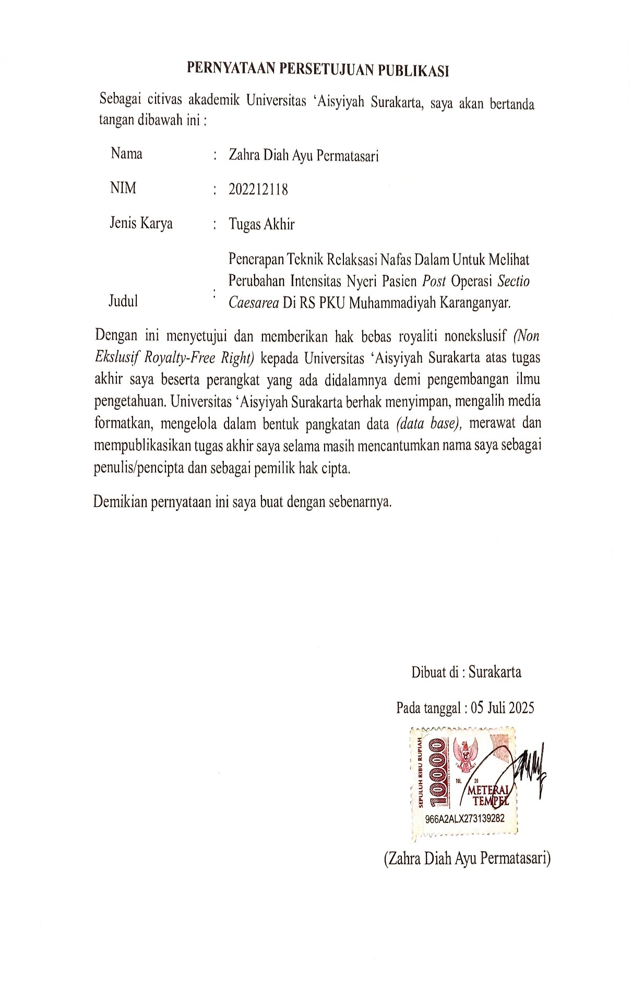 PERNYATAAN PERSETUJUAN PUBLIKASI
Sebagai citivas akademik Universitas ‘Aisyiyah Surakarta, saya akan bertanda
tangan dibawah ini :
Nama : Zahra Diah Ayu Permatasari
NIM : 202212118
Jenis Karya : Tugas Akhir
Penerapan Teknik Relaksasi Nafas Dalam Untuk Melihat
Perubahan Intensitas Nyeri Pasien Post Operasi Sectio
Judul : Caesarea Di RS PKU Muhammadiyah Karanganyar.
Dengan ini menyetujui dan memberikan hak bebas royaliti nonekslusif (Non
Ekslusif Royalty-Free Right) kepada Universitas ‘Aisyiyah Surakarta atas tugas
akhir saya beserta perangkat yang ada didalamnya demi pengembangan ilmu
pengetahuan. Universitas ‘Aisyiyah Surakarta berhak menyimpan, mengalih media
formatkan, mengelola dalam bentuk pangkatan data (data base), merawat dan
mempublikasikan tugas akhir saya selama masih mencantumkan nama saya sebagai
penulis/pencipta dan sebagai pemilik hak cipta.
Demikian pernyataan ini saya buat dengan sebenarnya.
Dibuat di : Surakarta
Pada tanggal : 05 Juli 2025
SEPULUH RIBU RUPIAH
10000
TGL. 20
METERAI
TEMPEL
966A2ALX273139282
(Zahra Diah Ayu Permatasari)